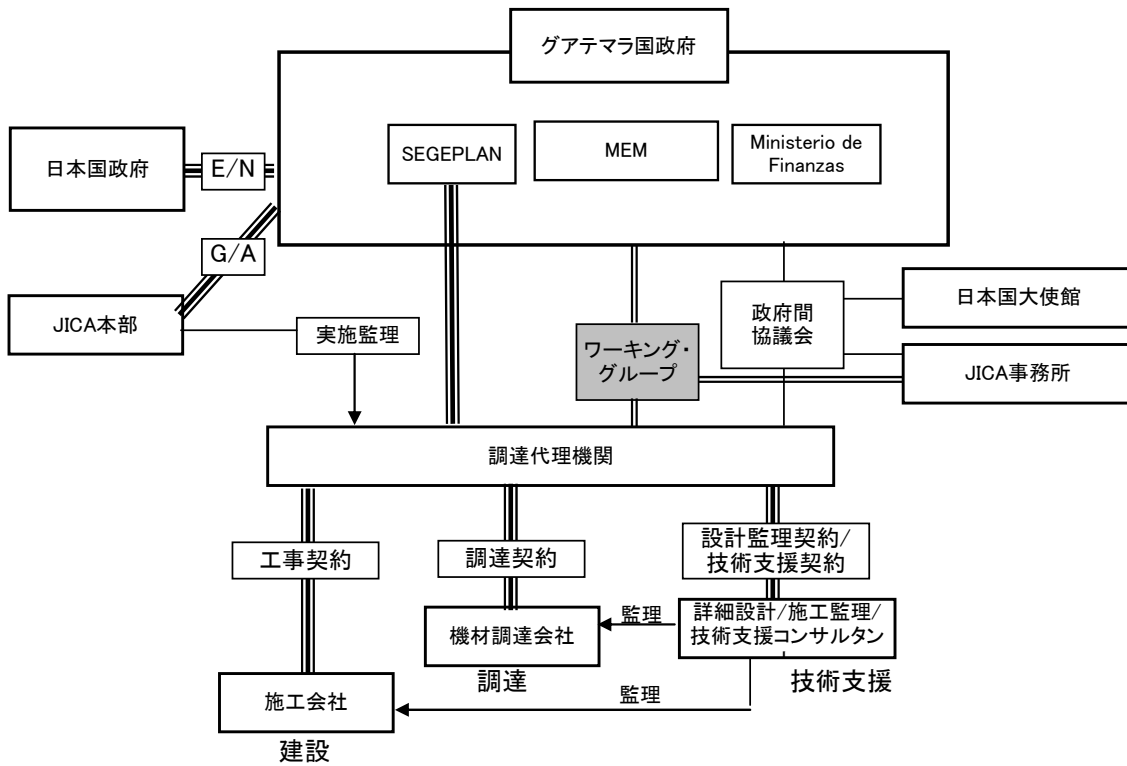 グアテマラ国政府
日本国政府
E/N
SEGEPLAN
MEM
Ministerio de
Finanzas
G/A
JICA本部
実施監理
ワーキング・
グループ
政府間
協議会
日本国大使館
JICA事務所
調達代理機関
工事契約
調達契約
設計監理契約/
技術支援契約
機材調達会社
監理
詳細設計/施工監理/
技術支援コンサルタン
調達
技術支援
施工会社
監理
建設